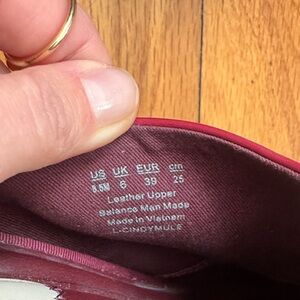 US UK EUR cm
8.5M 6 39 25
Leather Upper
Balance Man Made
Made in Vietnam
L-CINDYMULE